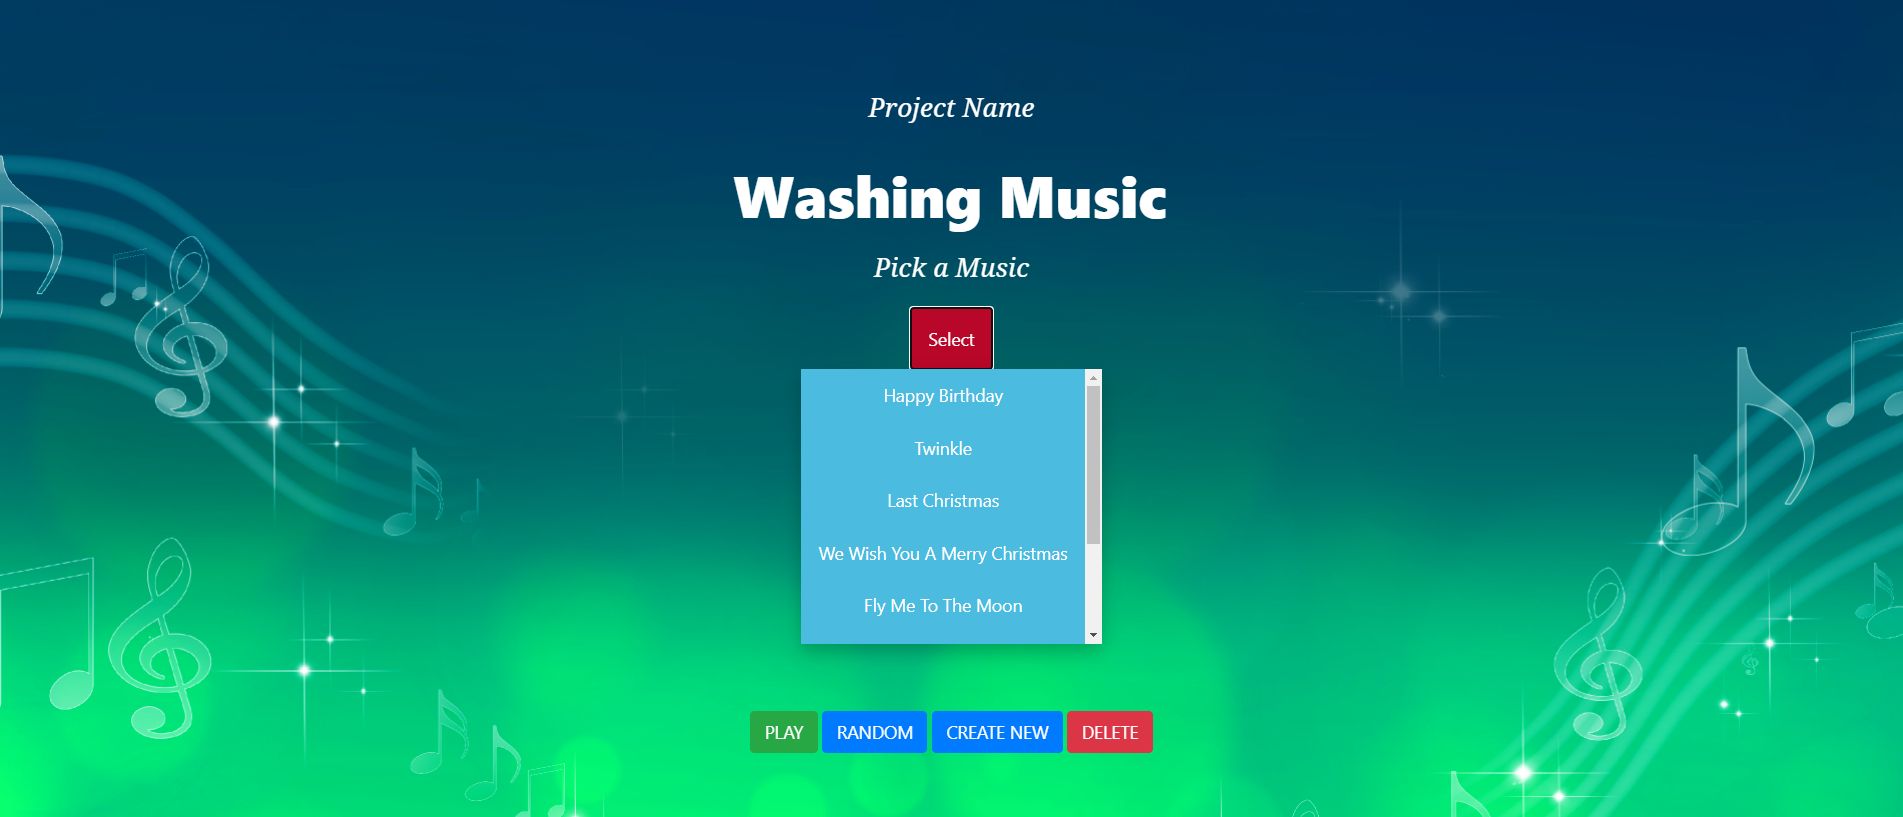 Project Name
Washing Music
Pick a Music
Select
Happy Birthday
Twinkle
Last Christmas
We Wish You A Merry Christmas
Fly Me To The Moon
PLAY RANDOM CREATE NEW DELETE